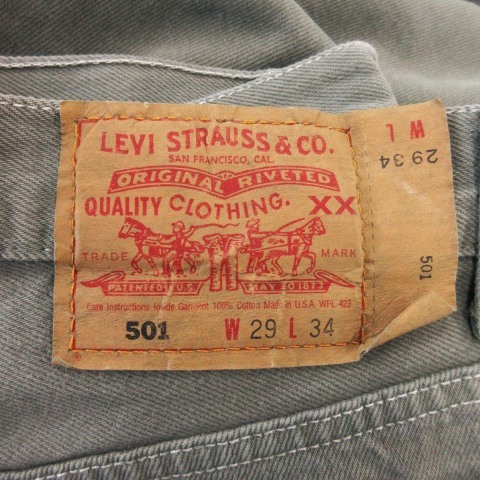 LEVI STRAUSS & CO.
SAN FRANCISCO, CAL.
ORIGINAL RIVETED
QUALITY CLOTHING. XX
TRADE MARK
PATENTED IN U.S. MAY 20 1873
Care Instructions Inside Garment 100% Cotton Made in U.S.A. WPL 423
501 W 29 L 34
®
W L
29 34
501